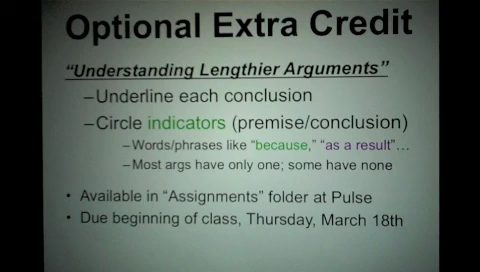 Optional Extra Credit
“Understanding Lengthier Arguments”
–Underline each conclusion
–Circle indicators (premise/conclusion)
–Words/phrases like “because,” “as a result”…
–Most args have only one; some have none
• Available in “Assignments” folder at Pulse
• Due beginning of class, Thursday, March 18th